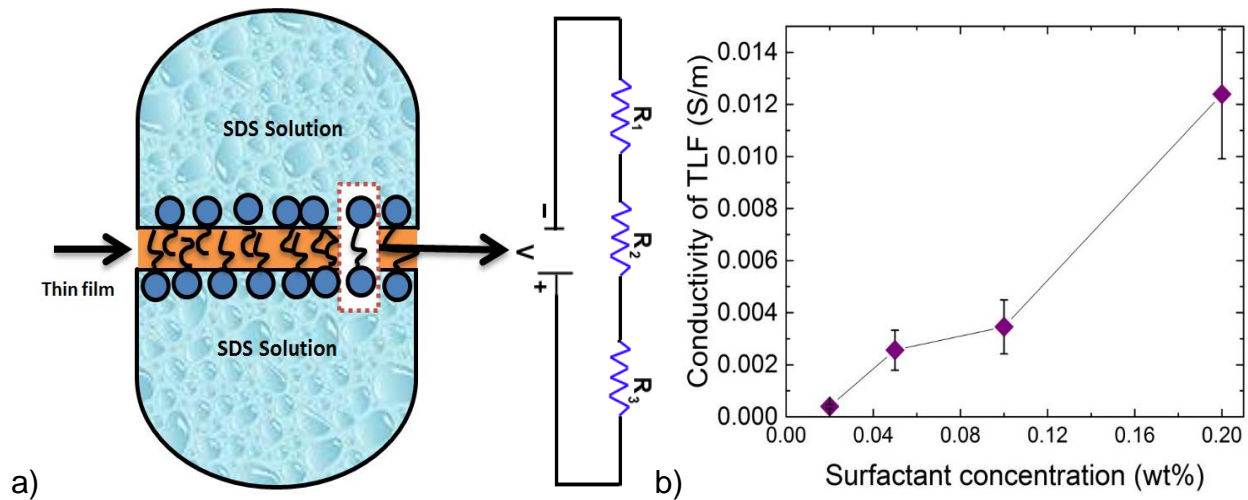 SDS Solution
Thin film
SDS Solution
V
R1
R2
R3
a)
Conductivity of TLF (S/m)
0.014
0.012
0.010
0.008
0.006
0.004
0.002
0.000
0.00 0.04 0.08 0.12 0.16 0.20
Surfactant concentration (wt%)
b)